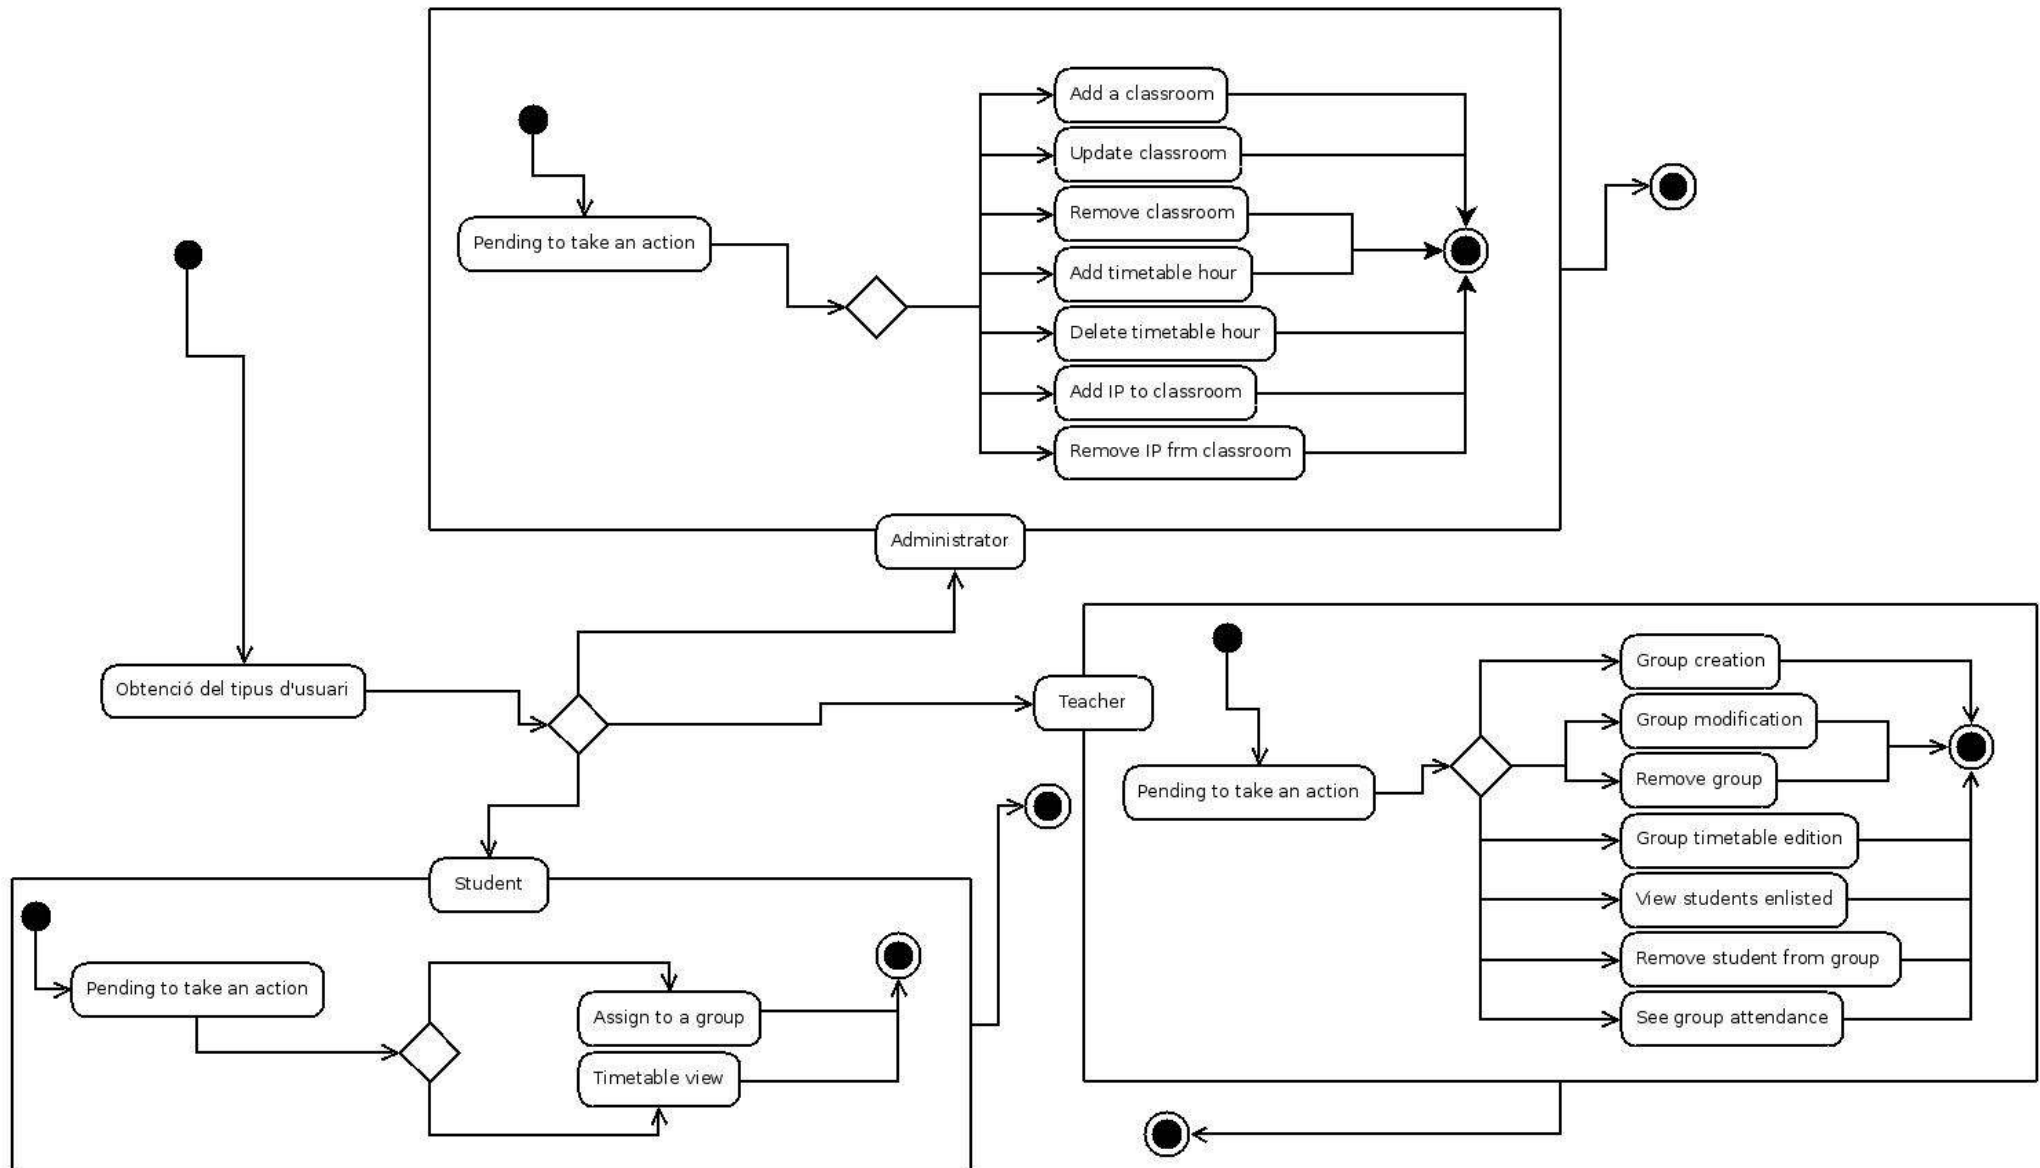 Add a classroom
Update classroom
Remove classroom
Pending to take an action
Add timetable hour
Delete timetable hour
Add IP to classroom
Remove IP frm classroom
Administrator
Obtenció del tipus d'usuari
Teacher
Group creation
Group modification
Remove group
Pending to take an action
Group timetable edition
View students enlisted
Remove student from group
See group attendance
Student
Pending to take an action
Assign to a group
Timetable view